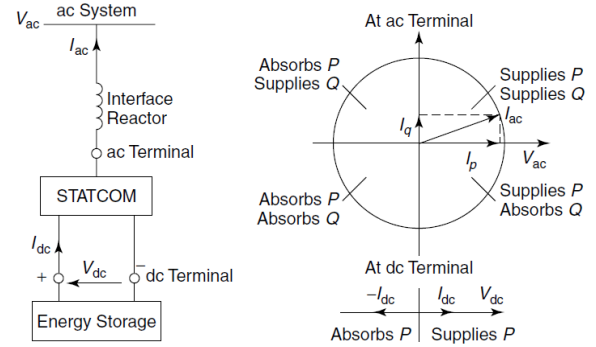 ac System
Vac
Iac
Interface
Reactor
ac Terminal
STATCOM
Idc
+
Vdc
−
dc Terminal
Energy Storage
At ac Terminal
Absorbs P
Supplies Q
Supplies P
Supplies Q
Iac
Iq
Ip
Vac
Absorbs P
Absorbs Q
Supplies P
Absorbs Q
At dc Terminal
−Idc
Idc
Vdc
Absorbs P
Supplies P